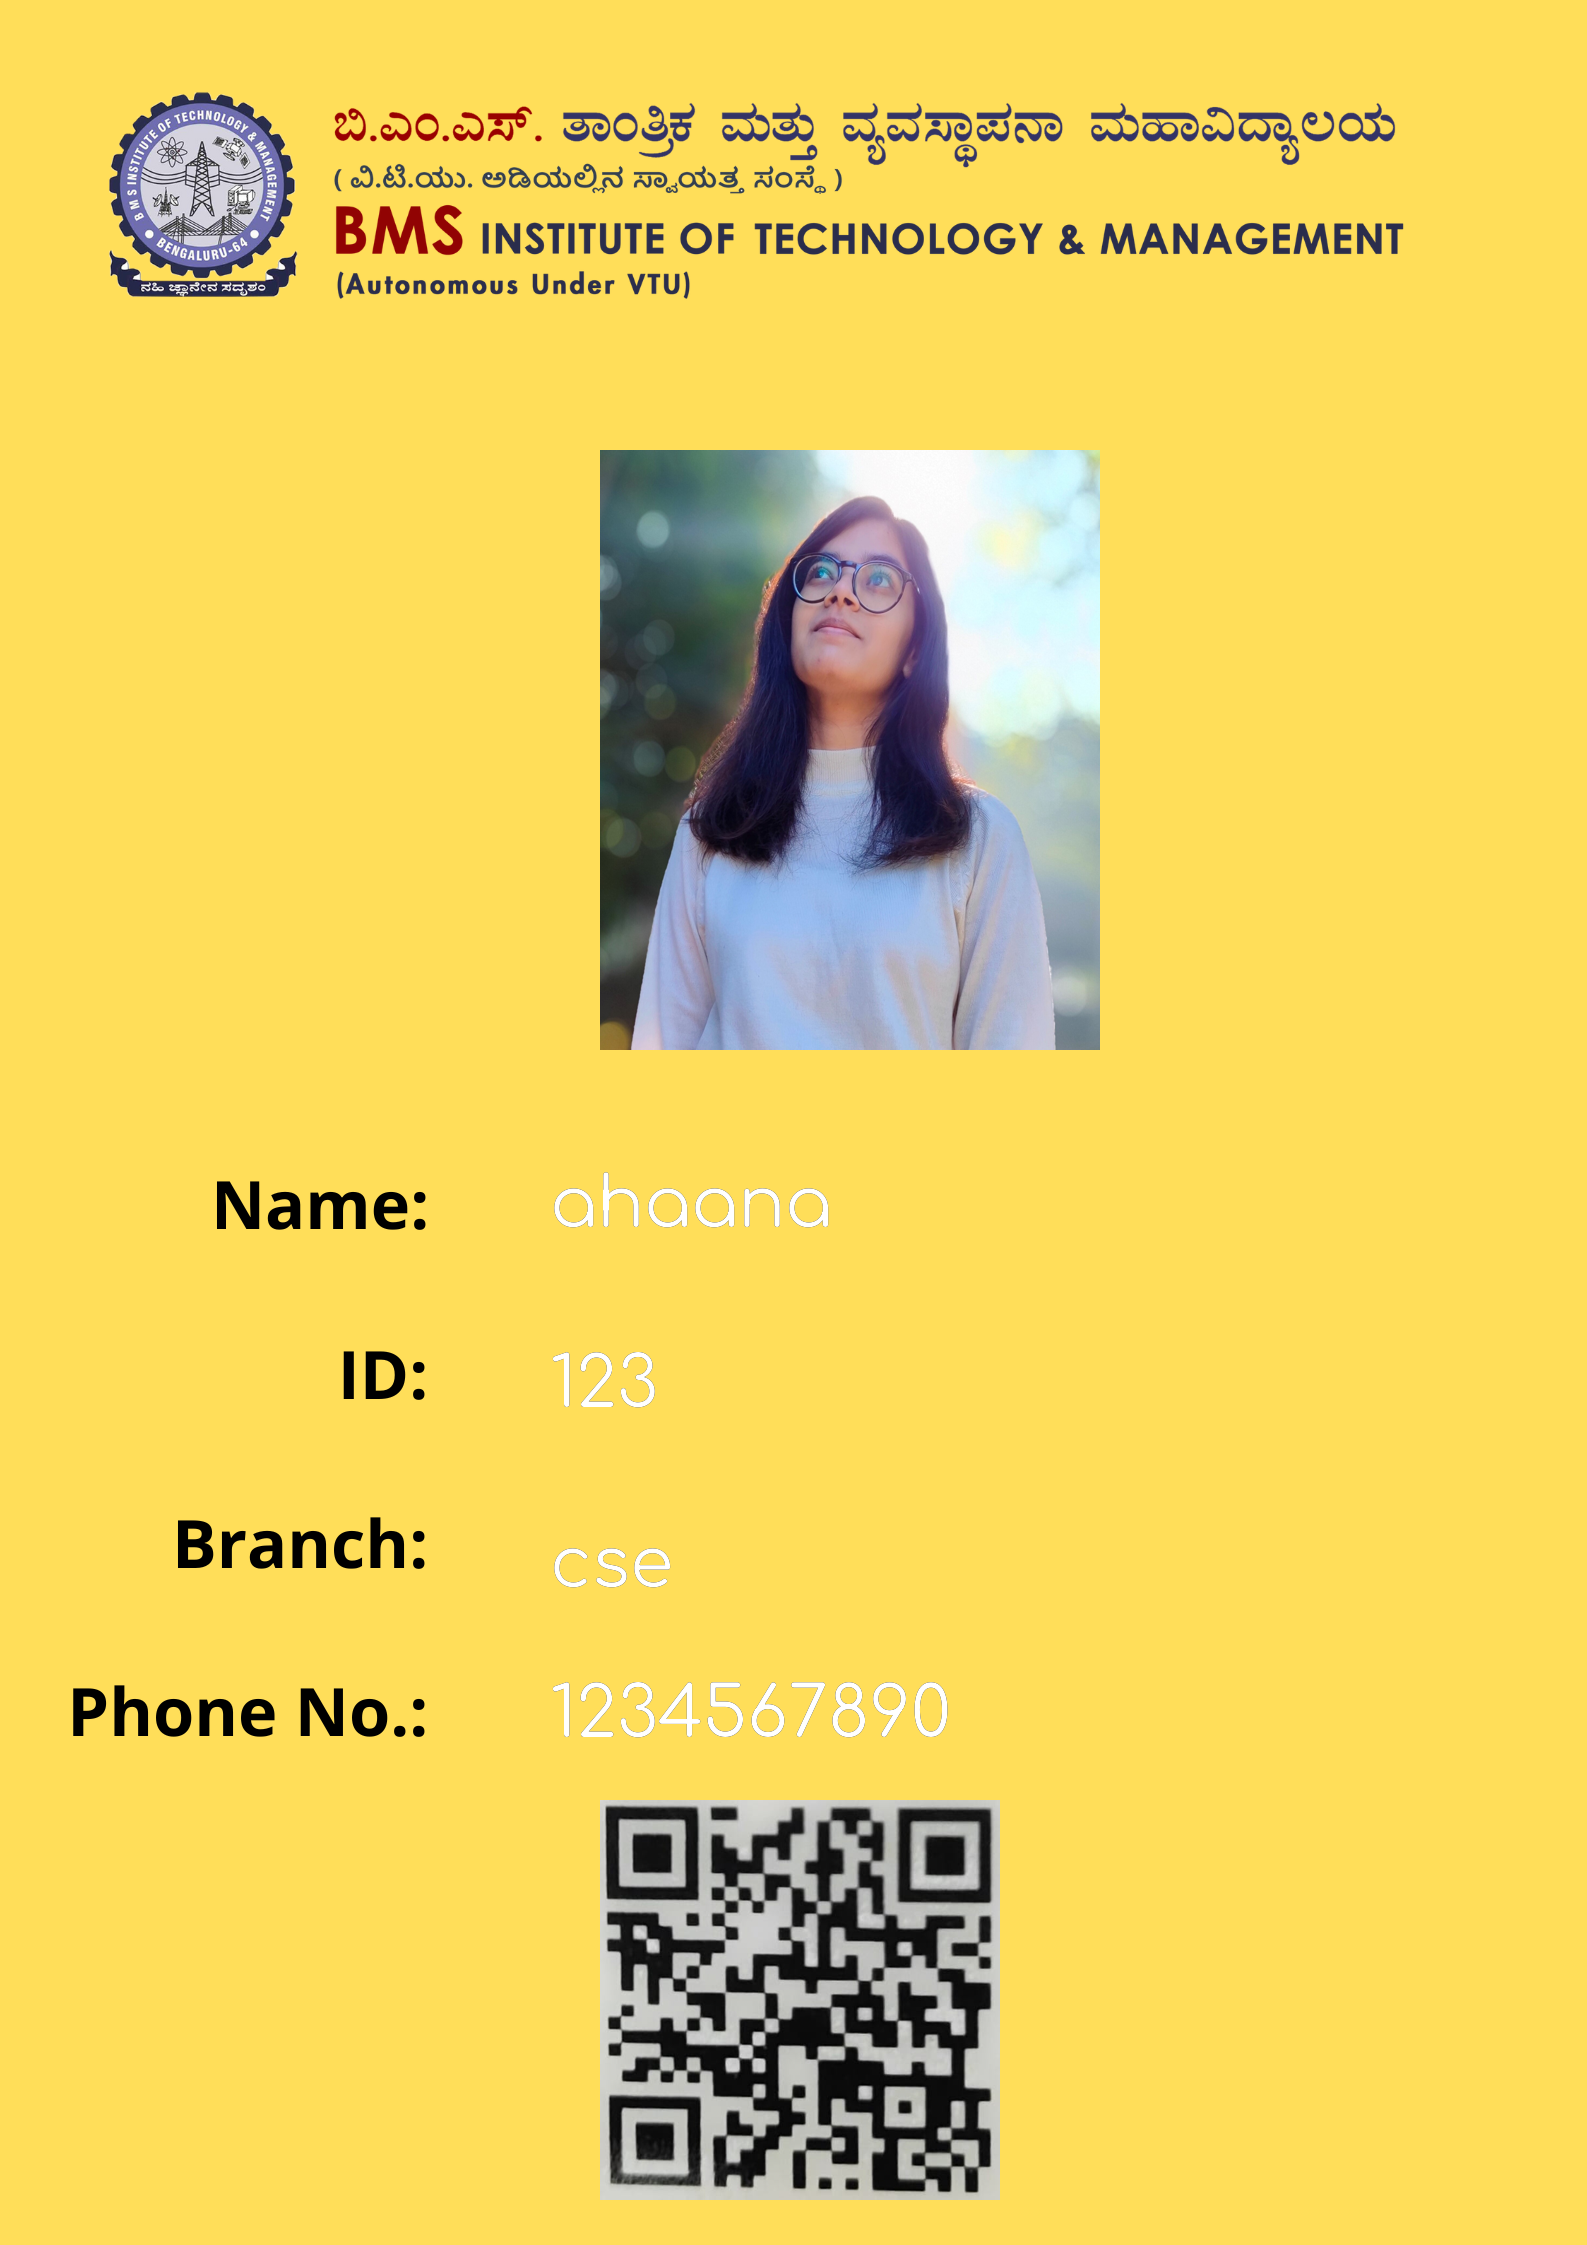 B M S INSTITUTE OF TECHNOLOGY & MANAGEMENT
BENGALURU-64
ನಹಿ ಜ್ಞಾನೇನ ಸದೃಶಂ
ಬಿ.ಎಂ.ಎಸ್. ತಾಂತ್ರಿಕ ಮತ್ತು ವ್ಯವಸ್ಥಾಪನಾ ಮಹಾವಿದ್ಯಾಲಯ
( ವಿ.ಟಿ.ಯು. ಅಡಿಯಲ್ಲಿನ ಸ್ವಾಯತ್ತ ಸಂಸ್ಥೆ )
BMS INSTITUTE OF TECHNOLOGY & MANAGEMENT
(Autonomous Under VTU)
Name: ahaana
ID: 123
Branch: cse
Phone No.: 1234567890